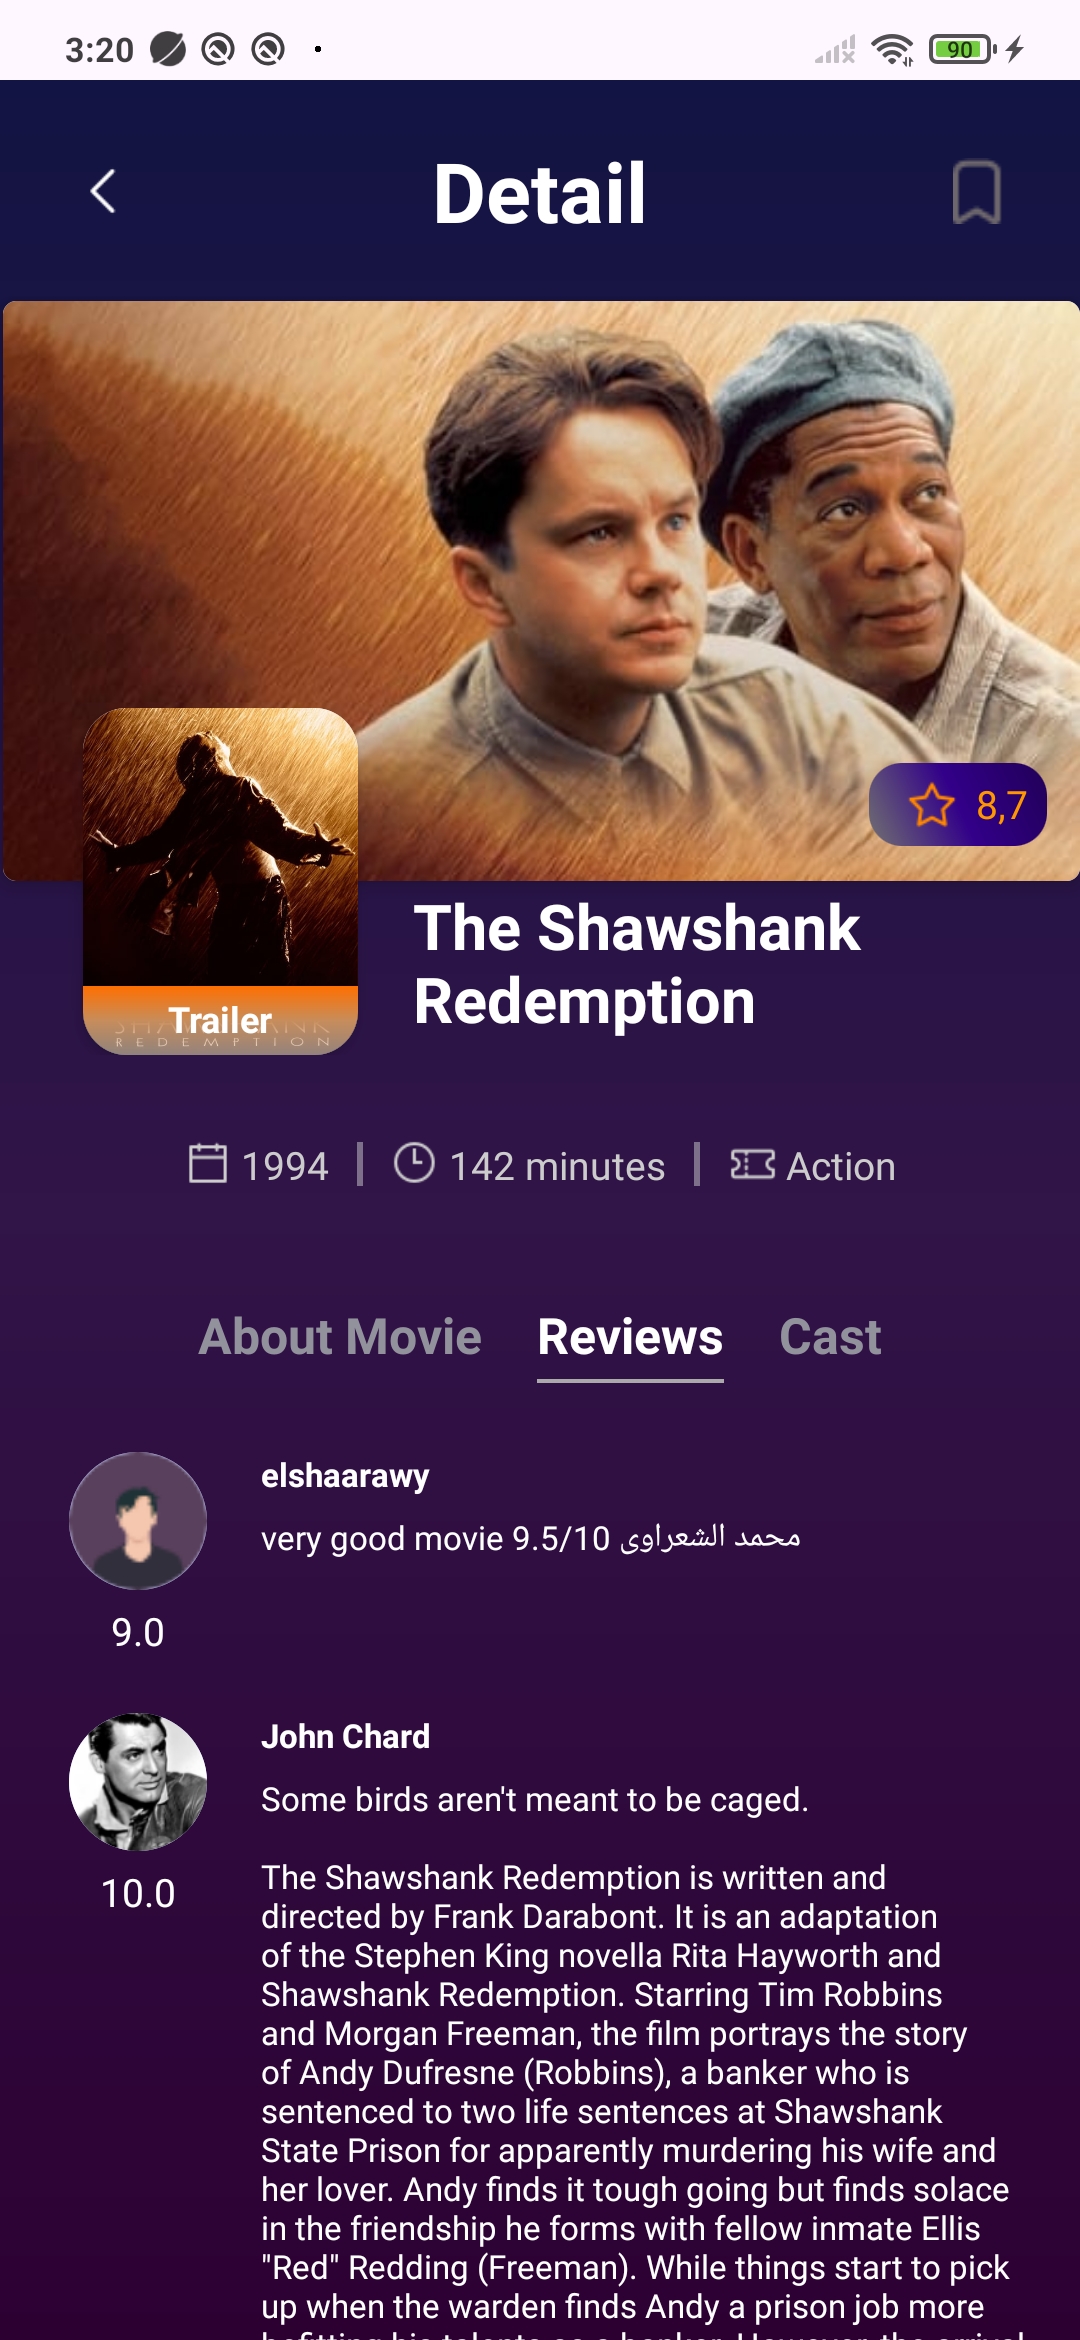 3:20
90
Detail
8,7
The Shawshank
Redemption
Trailer
REDEMPTION
1994
142 minutes
Action
About Movie
Reviews
Cast
elshaarawy
very good movie 9.5/10 محمد الشعراوى
9.0
John Chard
Some birds aren't meant to be caged.
10.0
The Shawshank Redemption is written and
directed by Frank Darabont. It is an adaptation
of the Stephen King novella Rita Hayworth and
Shawshank Redemption. Starring Tim Robbins
and Morgan Freeman, the film portrays the story
of Andy Dufresne (Robbins), a banker who is
sentenced to two life sentences at Shawshank
State Prison for apparently murdering his wife and
her lover. Andy finds it tough going but finds solace
in the friendship he forms with fellow inmate Ellis
"Red" Redding (Freeman). While things start to pick
up when the warden finds Andy a prison job more